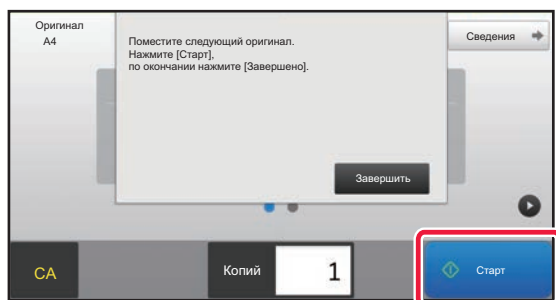 Оригинал
A4
Поместите следующий оригинал.
Нажмите [Старт],
по окончании нажмите [Завершено].
Сведения
Завершить
CA
Копий
1
Старт